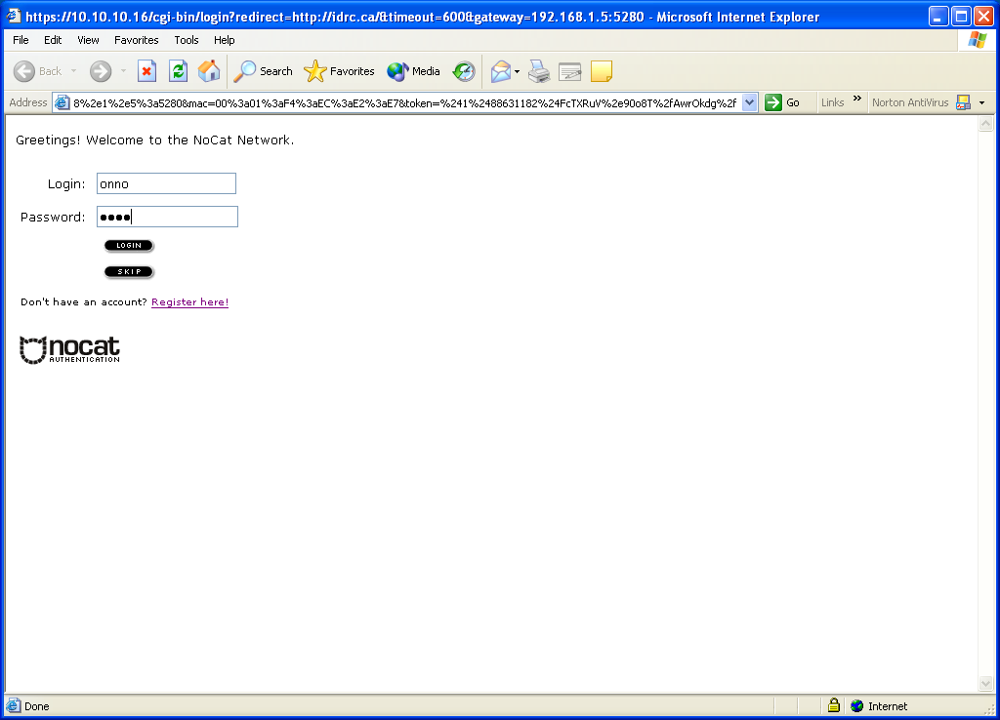 https://10.10.10.16/cgi-bin/login?redirect=http://idrc.ca/&timeout=600&gateway=192.168.1.5:5280 - Microsoft Internet Explorer
File Edit View Favorites Tools Help
Back Search Favorites Media
Address 8%2e1%2e5%3a5280&mac=00%3a01%3aF4%3aEC%3aE2%3aE7&token=%241%2488631182%24FcTXRuV%2e90o8T%2fAwrOkdg%2f Go Links » Norton AntiVirus
Greetings! Welcome to the NoCat Network.
Login: onno
Password: ••••
LOGIN
SKIP
Don't have an account? Register here!
nocat
AUTHENTICATION
Done Internet